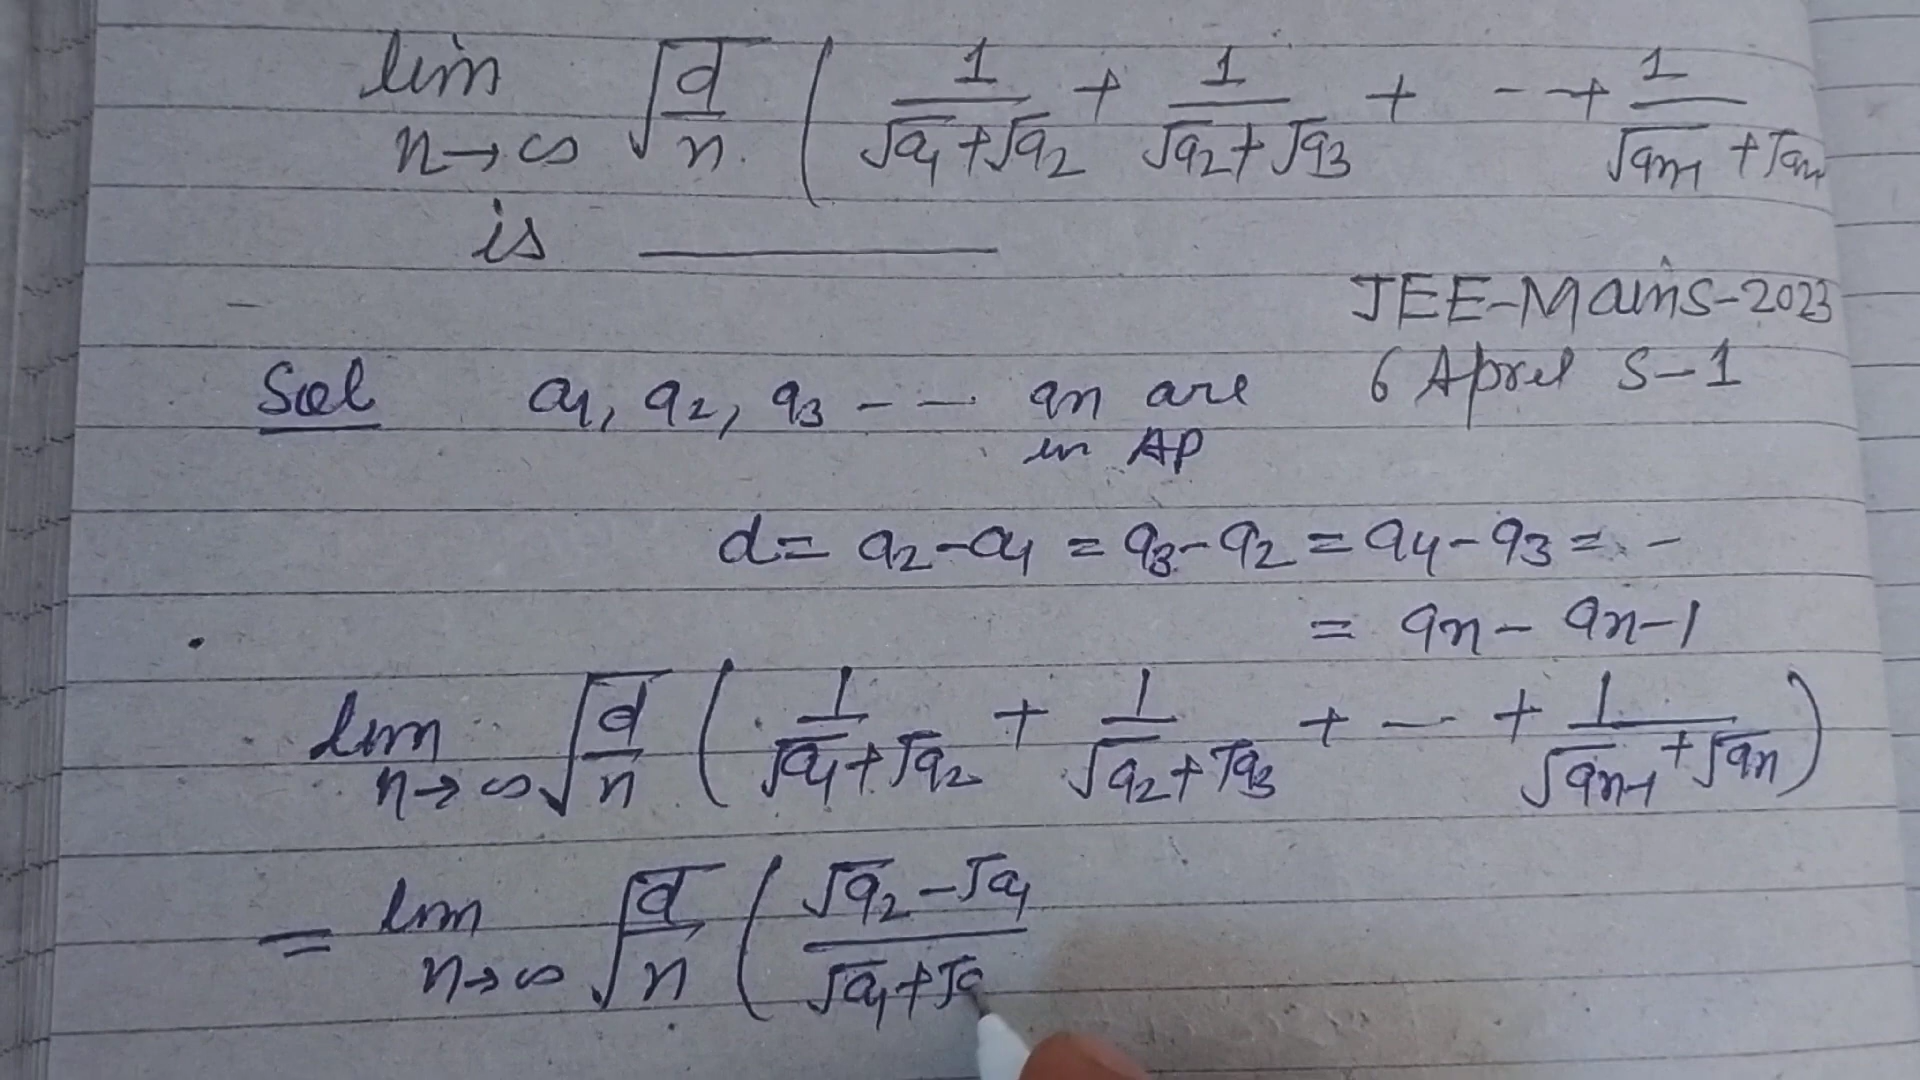 lim √(d/n) ( 1/(√a1+√a2) + 1/(√a2+√a3) + - - + 1/(√an-1 + √an
n→∞
is ______
JEE-Mains-2023
6 Aprel S-1
Sol a1, a2, a3 - - an are
in AP
d = a2-a1 = a3-a2 = a4-a3 = - -
= an - an-1
lim √(d/n) ( 1/(√a1+√a2) + 1/(√a2+√a3) + - - + 1/(√an-1+√an) )
n→∞
= lim √(d/n) ( (√a2-√a1)/(√a1+√a
n→∞